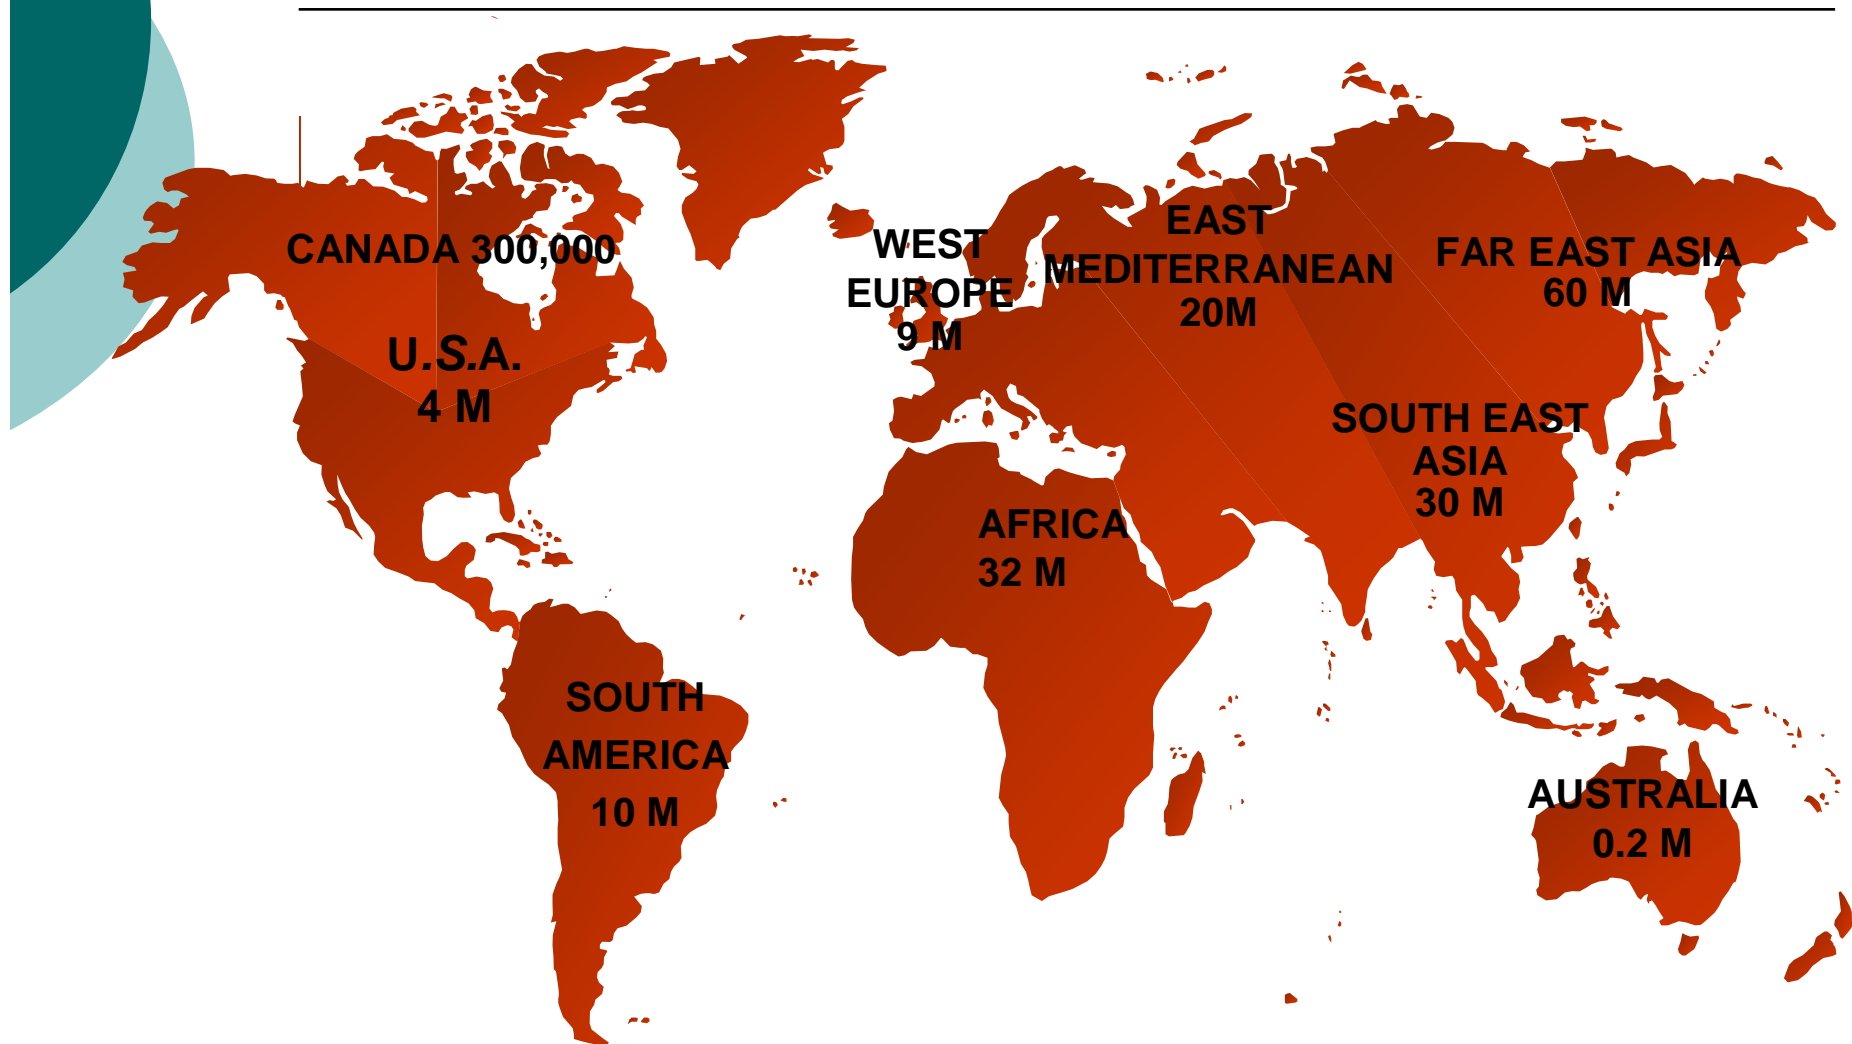 CANADA 300,000
U.S.A.
4 M
WEST
EUROPE
9 M
EAST
MEDITERRANEAN
20M
FAR EAST ASIA
60 M
SOUTH EAST
ASIA
30 M
AFRICA
32 M
SOUTH
AMERICA
10 M
AUSTRALIA
0.2 M